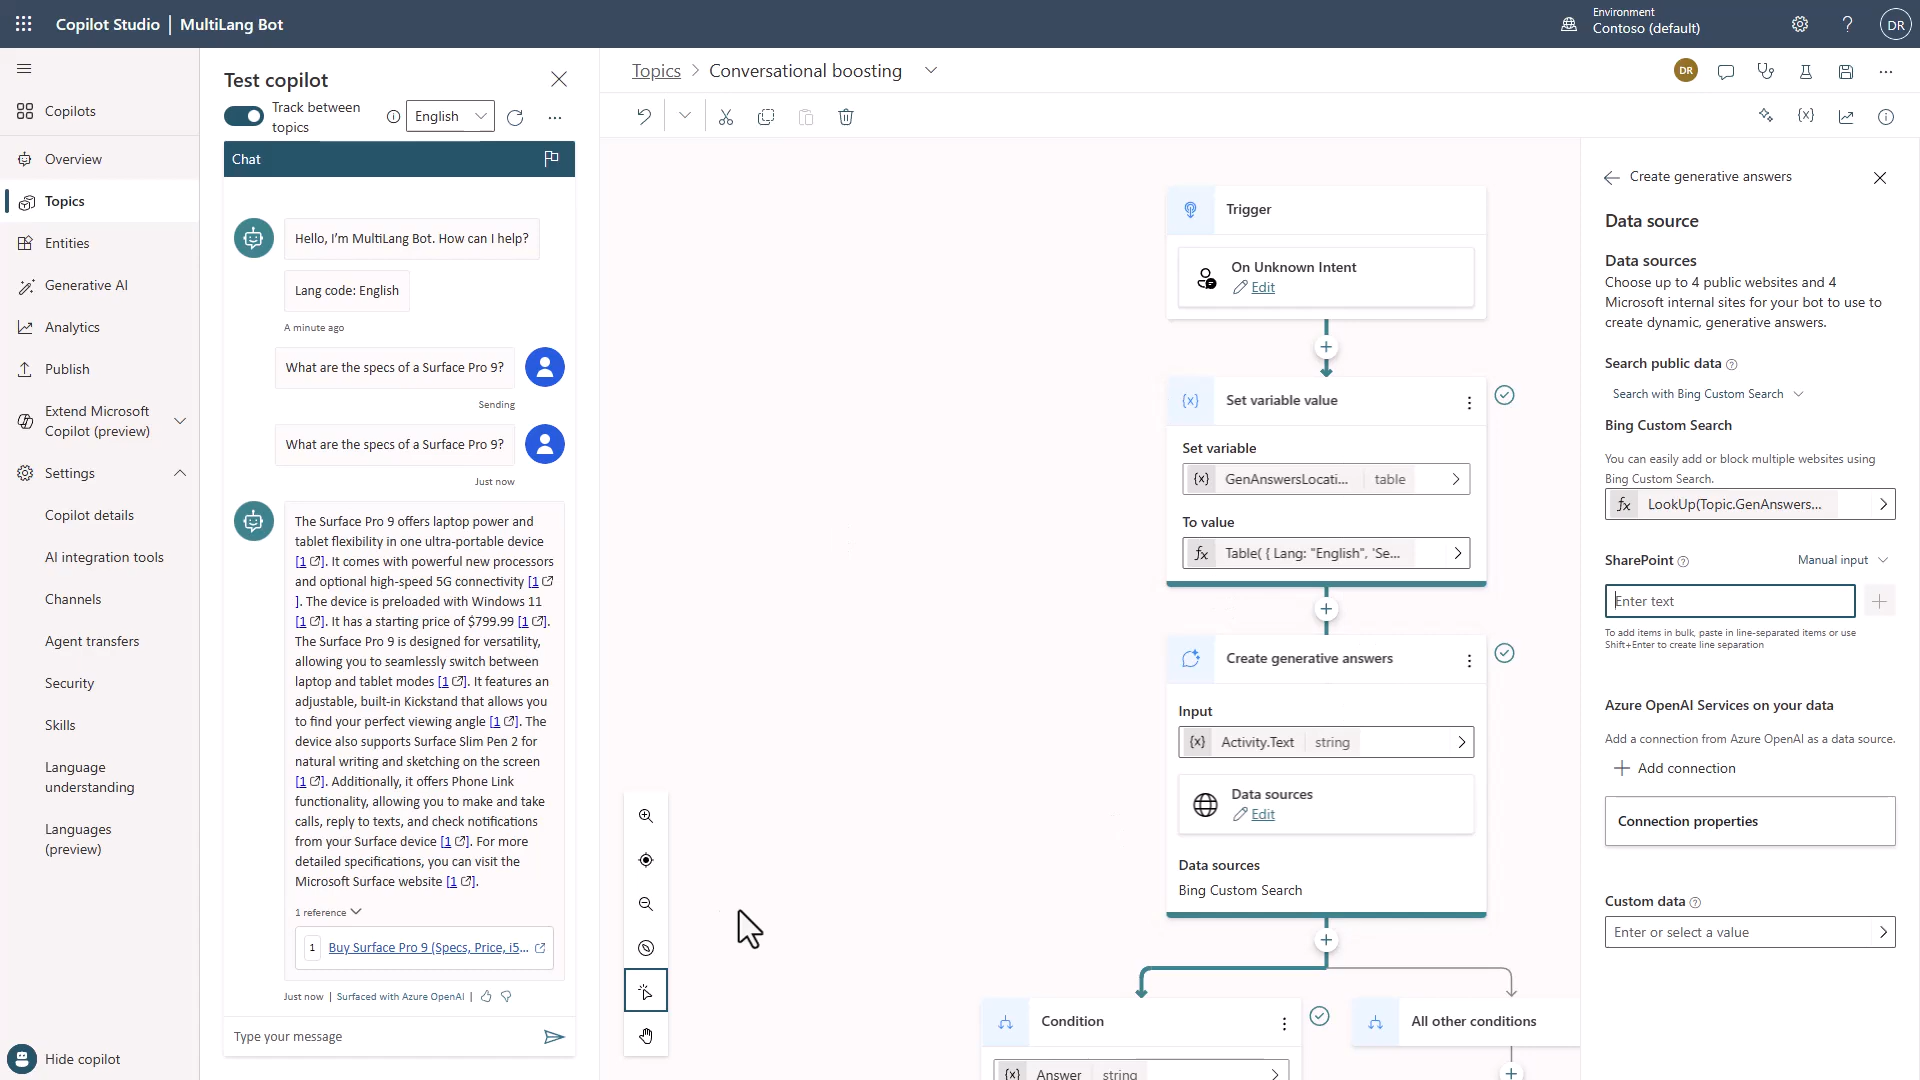 Copilot Studio | MultiLang Bot
Environment
Contoso (default)
DR
Copilots
Overview
Topics
Entities
Generative AI
Analytics
Publish
Extend Microsoft
Copilot (preview)
Settings
Copilot details
AI integration tools
Channels
Agent transfers
Security
Skills
Language
understanding
Languages
(preview)
Hide copilot
Test copilot
Track between
topics
English
Chat
Hello, I'm MultiLang Bot. How can I help?
Lang code: English
A minute ago
What are the specs of a Surface Pro 9?
Sending
What are the specs of a Surface Pro 9?
Just now
The Surface Pro 9 offers laptop power and
tablet flexibility in one ultra-portable device
[1]. It comes with powerful new processors
and optional high-speed 5G connectivity [1
]. The device is preloaded with Windows 11
[1]. It has a starting price of $799.99 [1].
The Surface Pro 9 is designed for versatility,
allowing you to seamlessly switch between
laptop and tablet modes [1]. It features an
adjustable, built-in Kickstand that allows you
to find your perfect viewing angle [1]. The
device also supports Surface Slim Pen 2 for
natural writing and sketching on the screen
[1]. Additionally, it offers Phone Link
functionality, allowing you to make and take
calls, reply to texts, and check notifications
from your Surface device [1]. For more
detailed specifications, you can visit the
Microsoft Surface website [1].
1 reference
1 Buy Surface Pro 9 (Specs, Price, i5...
Just now | Surfaced with Azure OpenAI |
Type your message
Topics > Conversational boosting
DR
Trigger
On Unknown Intent
Edit
{x} Set variable value
Set variable
{x} GenAnswersLocati... table
To value
fx Table( { Lang: "English", 'Se...
Create generative answers
Input
{x} Activity.Text string
Data sources
Edit
Data sources
Bing Custom Search
Condition
{x} Answer string
All other conditions
{x}
Create generative answers
Data source
Data sources
Choose up to 4 public websites and 4
Microsoft internal sites for your bot to use to
create dynamic, generative answers.
Search public data
Search with Bing Custom Search
Bing Custom Search
You can easily add or block multiple websites using
Bing Custom Search.
fx LookUp(Topic.GenAnswers...
SharePoint Manual input
Enter text
To add items in bulk, paste in line-separated items or use
Shift+Enter to create line separation
Azure OpenAI Services on your data
Add a connection from Azure OpenAI as a data source.
Add connection
Connection properties
Custom data
Enter or select a value